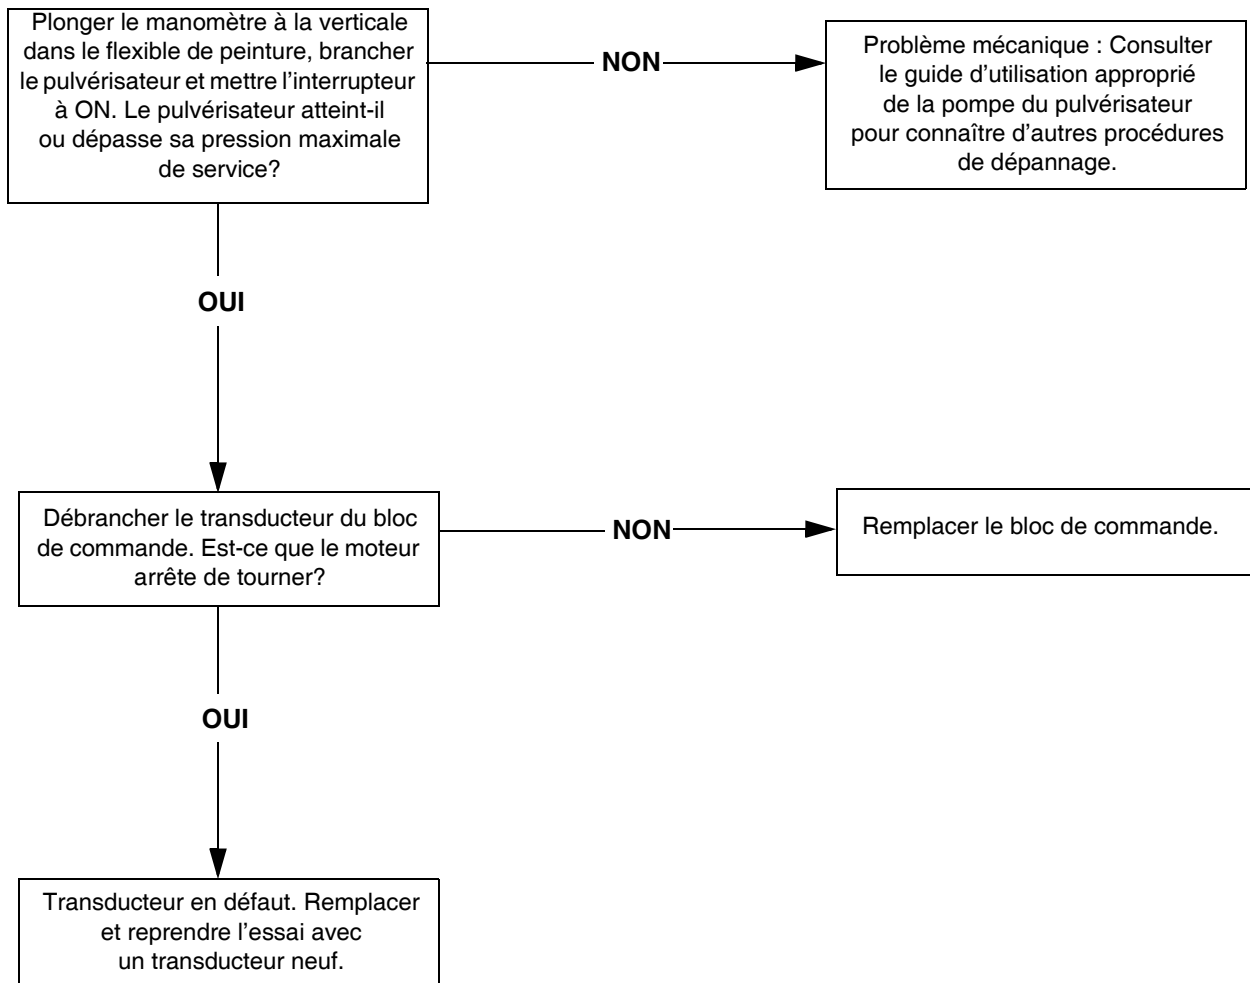 Plonger le manomètre à la verticale
dans le flexible de peinture, brancher
le pulvérisateur et mettre l'interrupteur
à ON. Le pulvérisateur atteint-il
ou dépasse sa pression maximale
de service?
NON
Problème mécanique : Consulter
le guide d'utilisation approprié
de la pompe du pulvérisateur
pour connaître d'autres procédures
de dépannage.
OUI
Débrancher le transducteur du bloc
de commande. Est-ce que le moteur
arrête de tourner?
NON
Remplacer le bloc de commande.
OUI
Transducteur en défaut. Remplacer
et reprendre l'essai avec
un transducteur neuf.